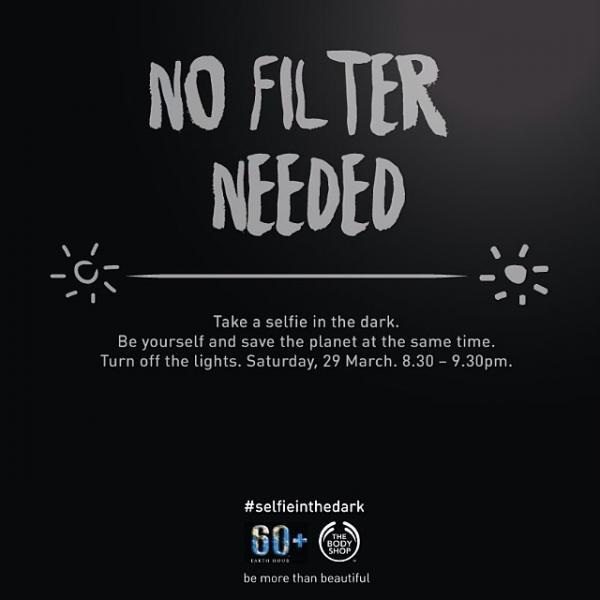 NO FILTER
NEEDED
Take a selfie in the dark.
Be yourself and save the planet at the same time.
Turn off the lights. Saturday, 29 March. 8.30 – 9.30pm.
#selfieinthedark
60+
EARTH HOUR
THE
BODY
SHOP
be more than beautiful